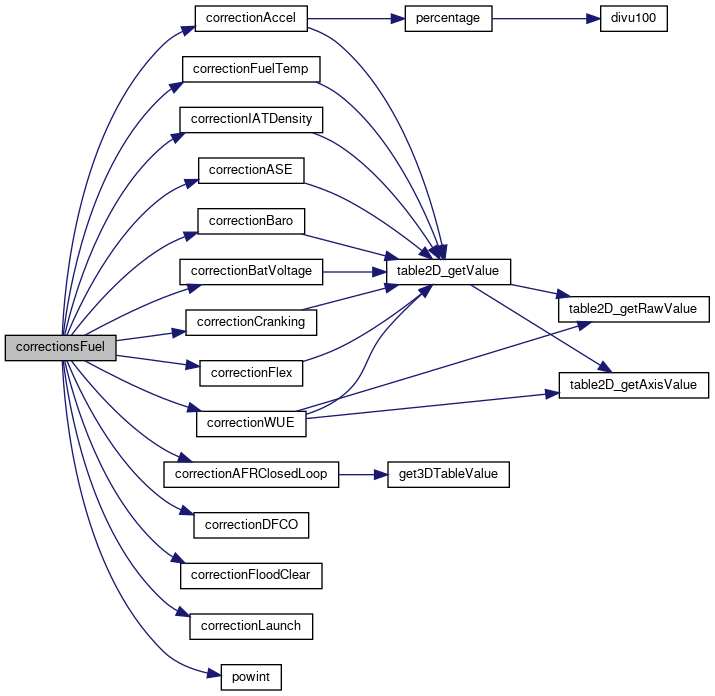 correctionAccel
percentage
divu100
correctionFuelTemp
correctionIATDensity
correctionASE
correctionBaro
correctionBatVoltage
table2D_getValue
correctionCranking
table2D_getRawValue
correctionsFuel
correctionFlex
table2D_getAxisValue
correctionWUE
correctionAFRClosedLoop
get3DTableValue
correctionDFCO
correctionFloodClear
correctionLaunch
powint